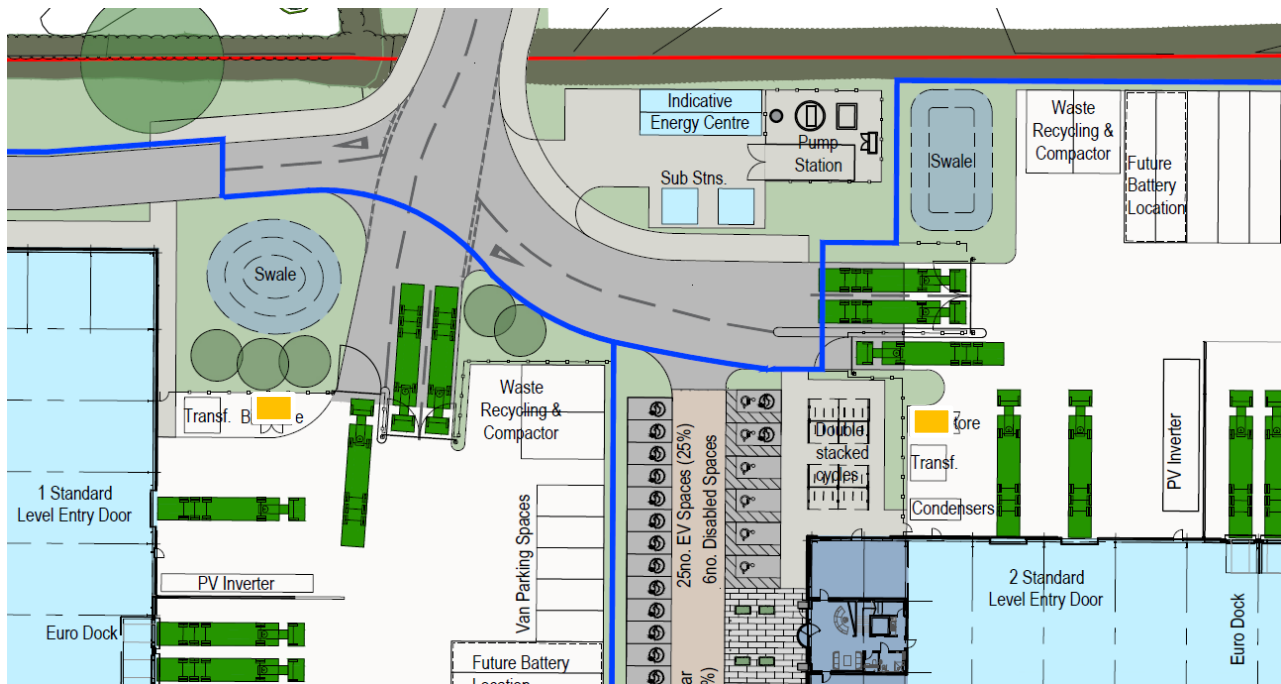 Indicative
Energy Centre
Pump
Station
Sub Stns.
Swale
Waste
Recycling &
Compactor
Future
Battery
Location
Swale
Transf.
Waste
Recycling &
Compactor
1 Standard
Level Entry Door
PV Inverter
Euro Dock
Van Parking Spaces
Future Battery
25no. EV Spaces (25%)
6no. Disabled Spaces
Double
stacked
cycles
Transf.
Condensers
PV Inverter
2 Standard
Level Entry Door
Euro Dock